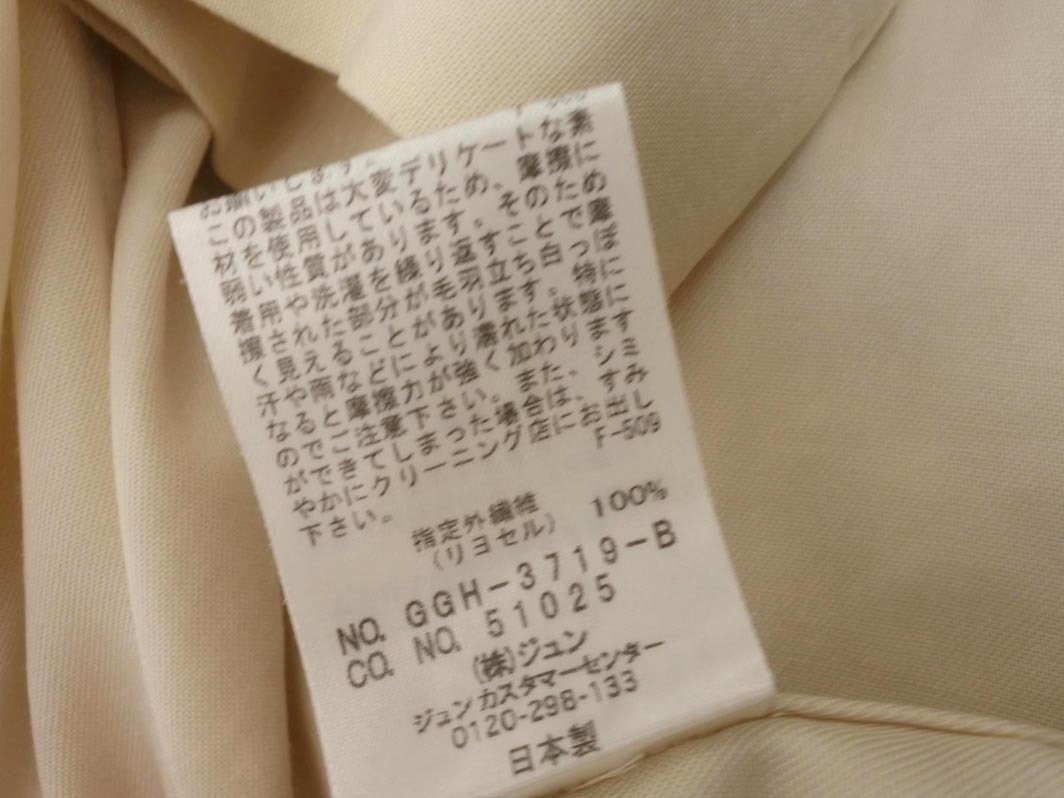 お願いします。
この製品は大変デリケートな素
材を使用しているため、摩擦に
弱い性質があります。そのため
着用や洗濯を繰り返すことで摩
擦された部分が毛羽立ち白っぽ
く見えることがあります。特に
汗や雨などにより濡れた状態に
なると摩擦力が強く加わります
のでご注意下さい。また、シミ
ができてしまった場合は、すみ
やかにクリーニング店にお出し
下さい。
F-509
指定外繊維
(リヨセル) 100%
NO. GGH-3719-B
CO. NO. 51025
(株)ジュン
ジュンカスタマーセンター
0120-298-133
日本製